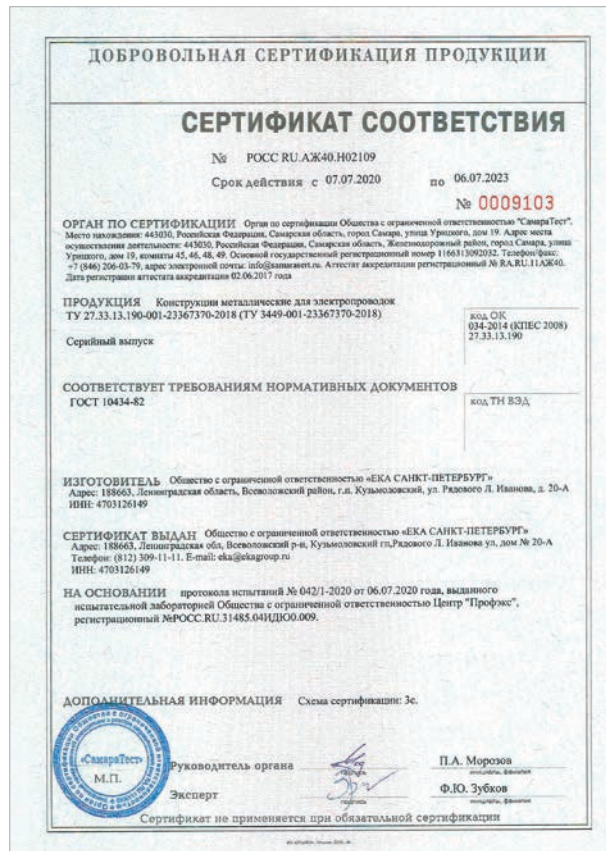 ДОБРОВОЛЬНАЯ СЕРТИФИКАЦИЯ ПРОДУКЦИИ
СЕРТИФИКАТ СООТВЕТСТВИЯ
№ РОСС RU.АЖ40.Н02109
Срок действия с 07.07.2020 по 06.07.2023
№ 0009103
ОРГАН ПО СЕРТИФИКАЦИИ Орган по сертификации Общества с ограниченной ответственностью "СамараТест".
Место нахождения: 443030, Российская Федерация, Самарская область, город Самара, улица Урицкого, дом 19. Адрес места
осуществления деятельности: 443030, Российская Федерация, Самарская область, Железнодорожный район, город Самара, улица
Урицкого, дом 19, комнаты 45, 46, 48, 49. Основной государственный регистрационный номер 1166313092032. Телефон/факс:
+7 (846) 206-03-79, адрес электронной почты: info@samarasert.ru. Аттестат аккредитации регистрационный № RA.RU.11АЖ40.
Дата регистрации аттестата аккредитации 02.06.2017 года
ПРОДУКЦИЯ Конструкции металлические для электропроводок
ТУ 27.33.13.190-001-23367370-2018 (ТУ 3449-001-23367370-2018)
Серийный выпуск
код ОК
034-2014 (КПЕС 2008)
27.33.13.190
СООТВЕТСТВУЕТ ТРЕБОВАНИЯМ НОРМАТИВНЫХ ДОКУМЕНТОВ
ГОСТ 10434-82
код ТН ВЭД
ИЗГОТОВИТЕЛЬ Общество с ограниченной ответственностью «ЕКА САНКТ-ПЕТЕРБУРГ»
Адрес: 188663, Ленинградская область, Всеволожский район, г.п. Кузьмоловский, ул. Рядового Л. Иванова, д. 20-А
ИНН: 4703126149
СЕРТИФИКАТ ВЫДАН Общество с ограниченной ответственностью «ЕКА САНКТ-ПЕТЕРБУРГ»
Адрес: 188663, Ленинградская обл, Всеволожский р-н, Кузьмоловский гп,Рядового Л. Иванова ул, дом № 20-А
Телефон: (812) 309-11-11. E-mail: eka@ekagroup.ru
ИНН: 4703126149
НА ОСНОВАНИИ протокола испытаний № 042/1-2020 от 06.07.2020 года, выданного
испытательной лабораторией Общества с ограниченной ответственностью Центр "Профэкс",
регистрационный №РОСС.RU.31485.04ИДЮ0.009.
ДОПОЛНИТЕЛЬНАЯ ИНФОРМАЦИЯ Схема сертификации: 3с.
«СамараТест»
М.П.
Руководитель органа
подпись
П.А. Морозов
инициалы, фамилия
Эксперт
подпись
Ф.Ю. Зубков
инициалы, фамилия
Сертификат не применяется при обязательной сертификации